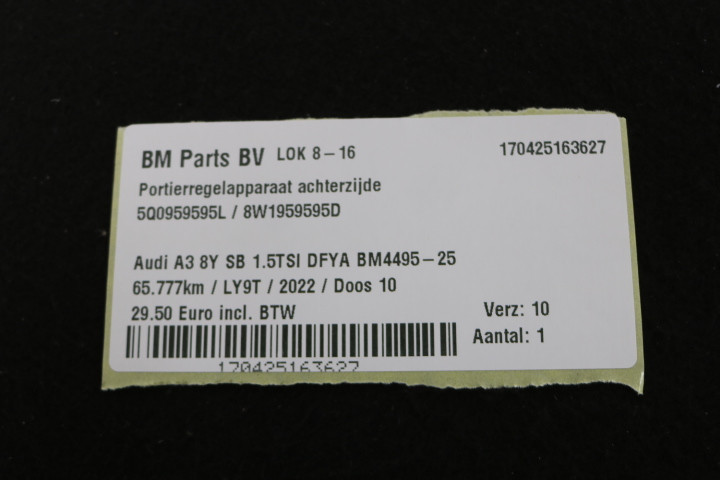 BM Parts BV LOK 8-16 170425163627
Portierregelapparaat achterzijde
5Q0959595L / 8W1959595D
Audi A3 8Y SB 1.5TSI DFYA BM4495-25
65.777km / LY9T / 2022 / Doos 10
29.50 Euro incl. BTW Verz: 10
Aantal: 1
170425163627